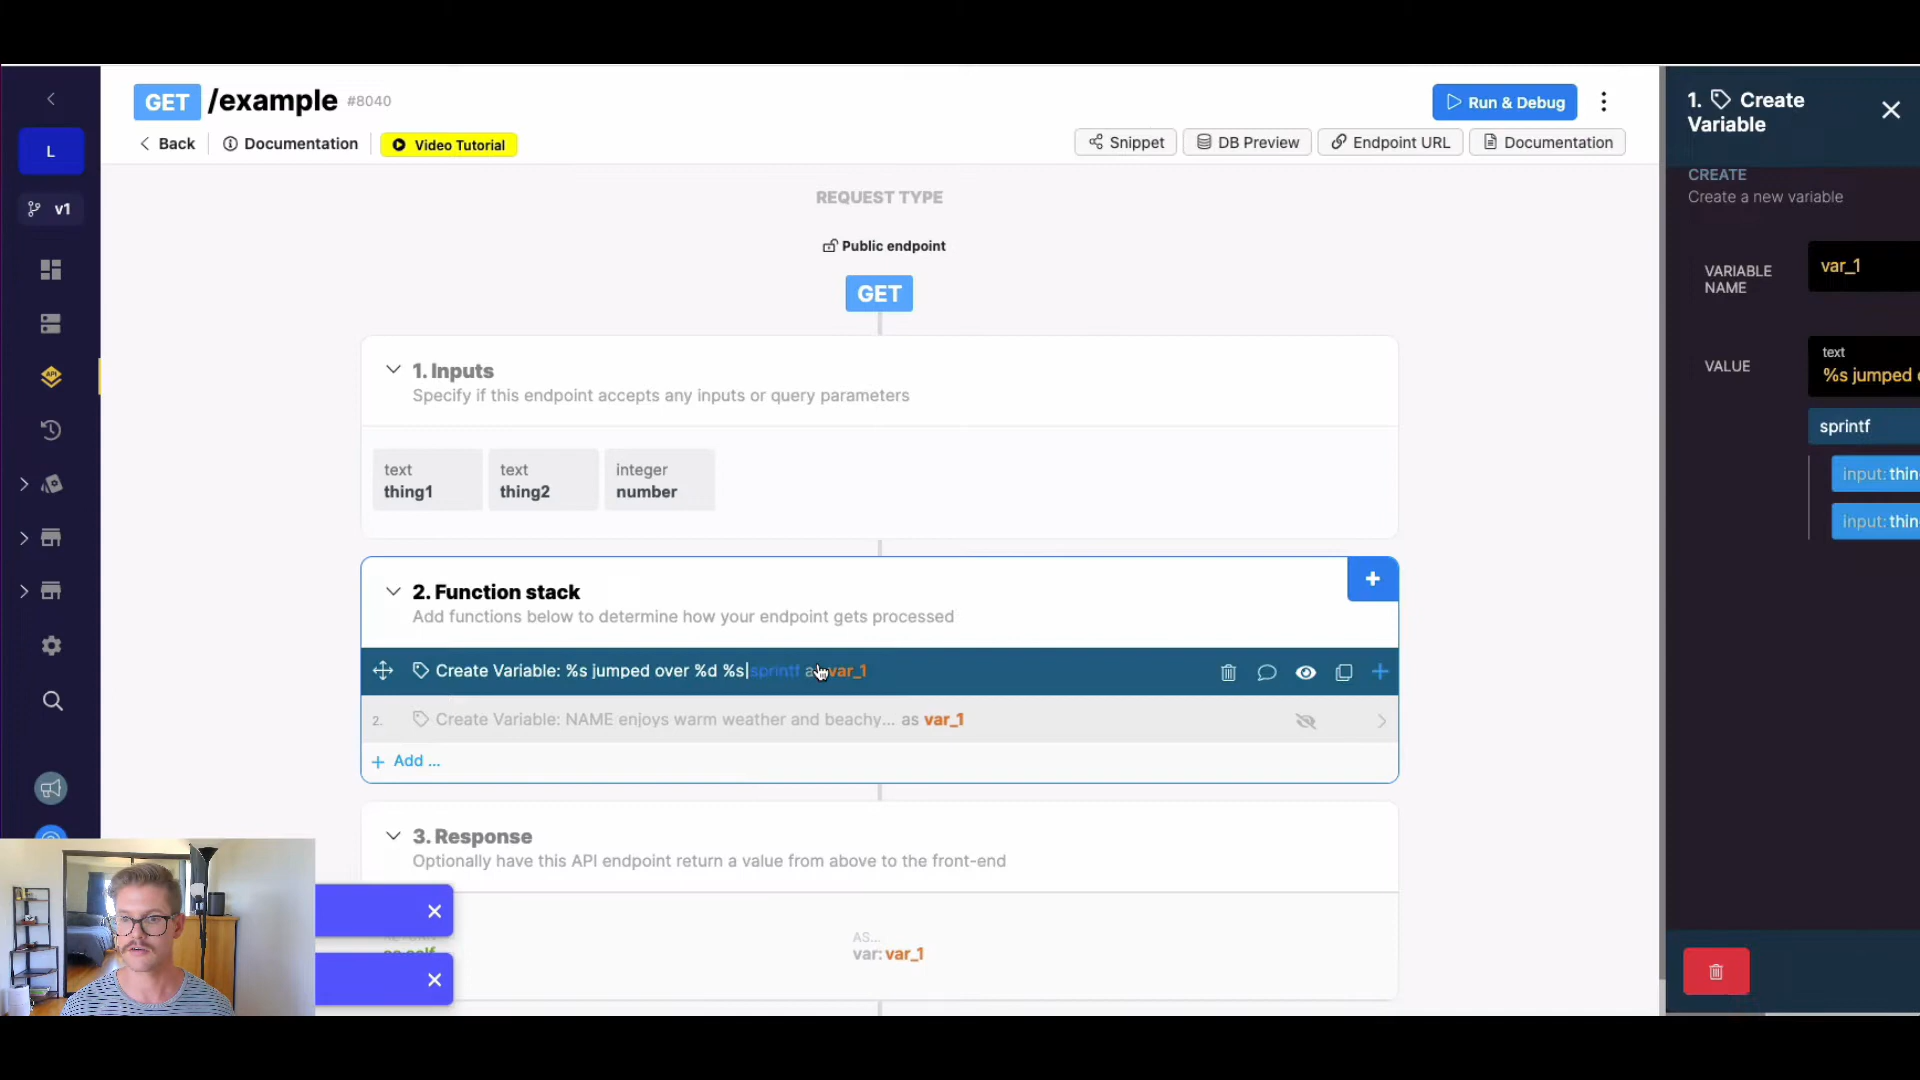 GET /example #8040
Back
Documentation
Video Tutorial
Run & Debug
Snippet
DB Preview
Endpoint URL
Documentation
L
v1
API
REQUEST TYPE
Public endpoint
GET
1. Inputs
Specify if this endpoint accepts any inputs or query parameters
text
thing1
text
thing2
integer
number
2. Function stack
Add functions below to determine how your endpoint gets processed
Create Variable: %s jumped over %d %s|sprintf as var_1
2. Create Variable: NAME enjoys warm weather and beachy... as var_1
Add ...
3. Response
Optionally have this API endpoint return a value from above to the front-end
as self
AS...
var: var_1
1. Create Variable
CREATE
Create a new variable
VARIABLE NAME
var_1
VALUE
text
%s jumped
sprintf
input: thin
input: thin